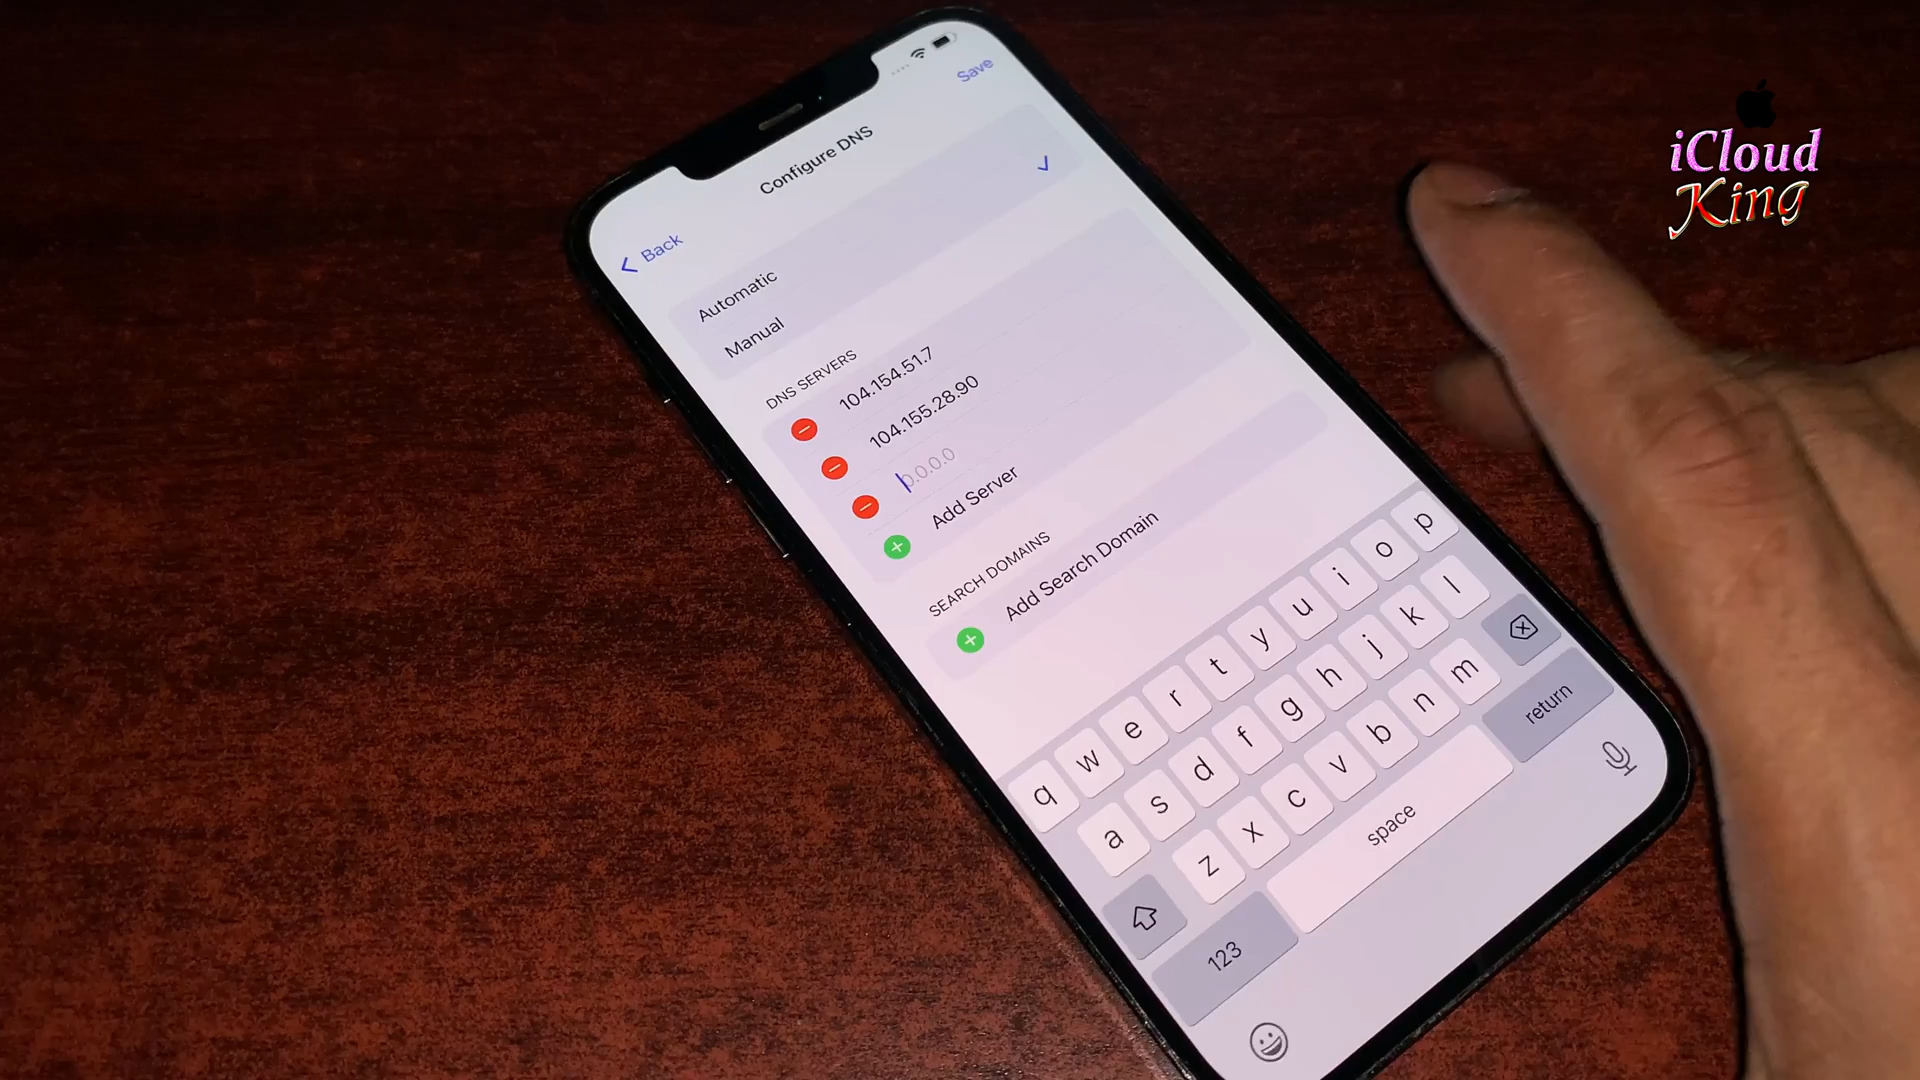 Save
Configure DNS
Back
Automatic
Manual
DNS SERVERS
104.154.51.7
104.155.28.90
0.0.0.0
Add Server
SEARCH DOMAINS
Add Search Domain
q w e r t y u i o p
a s d f g h j k l
z x c v b n m
123
space
return
iCloud
King